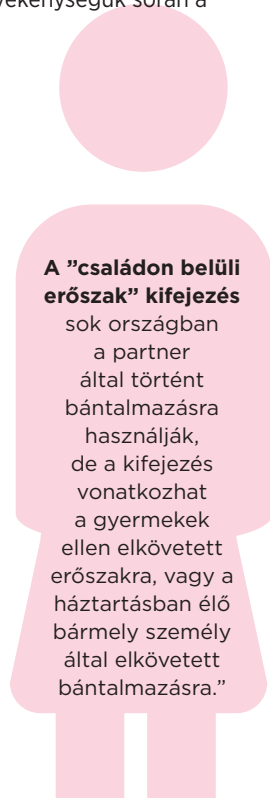 során a
A ”családon belüli
erőszak” kifejezés
sok országban
a partner
által történt
bántalmazásra
használják,
de a kifejezés
vonatkozhat
a gyermekek
ellen elkövetett
erőszakra, vagy a
háztartásban élő
bármely személy
által elkövetett
bántalmazásra.”